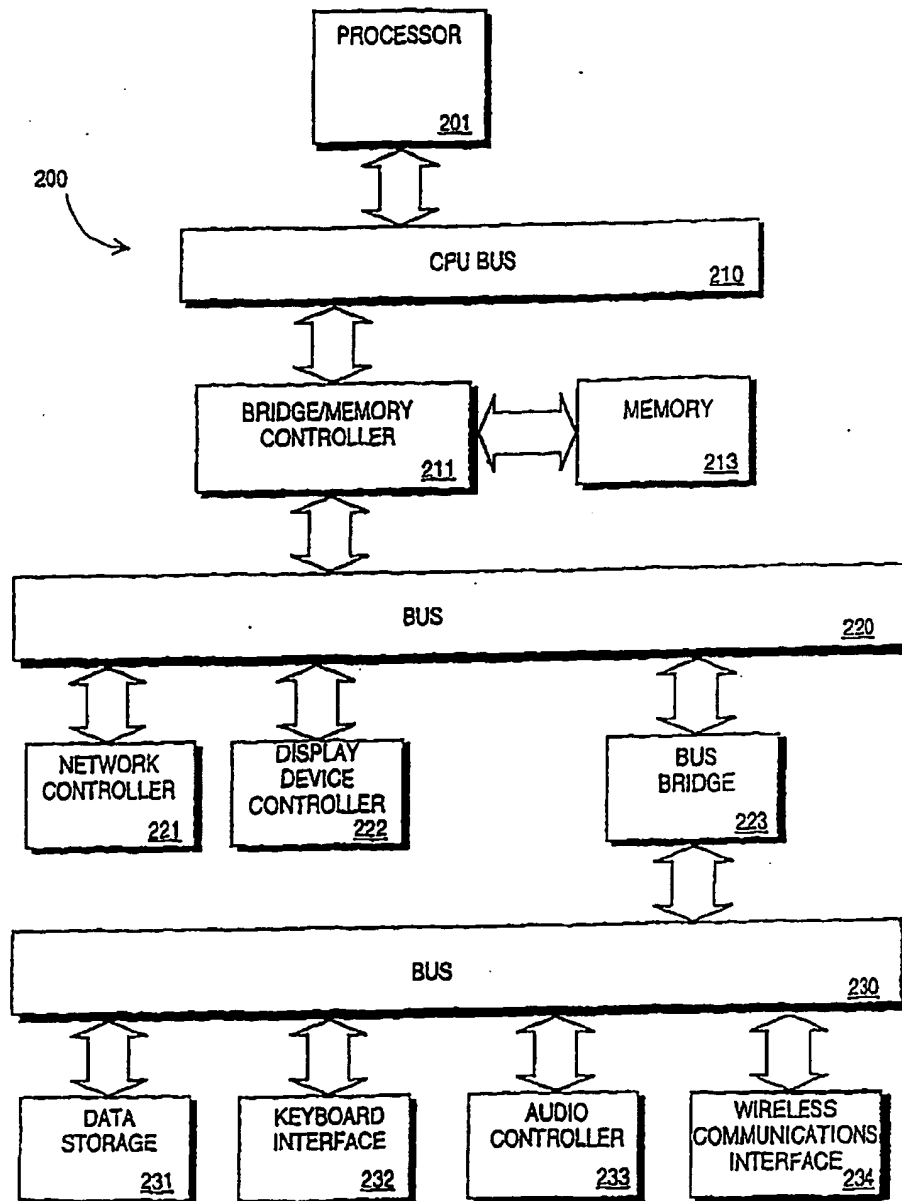 PROCESSOR
201
200
CPU BUS
210
BRIDGE/MEMORY
CONTROLLER
211
MEMORY
213
BUS
220
NETWORK
CONTROLLER
221
DISPLAY
DEVICE
CONTROLLER
222
BUS
BRIDGE
223
BUS
230
DATA
STORAGE
231
KEYBOARD
INTERFACE
232
AUDIO
CONTROLLER
233
WIRELESS
COMMUNICATIONS
INTERFACE
234